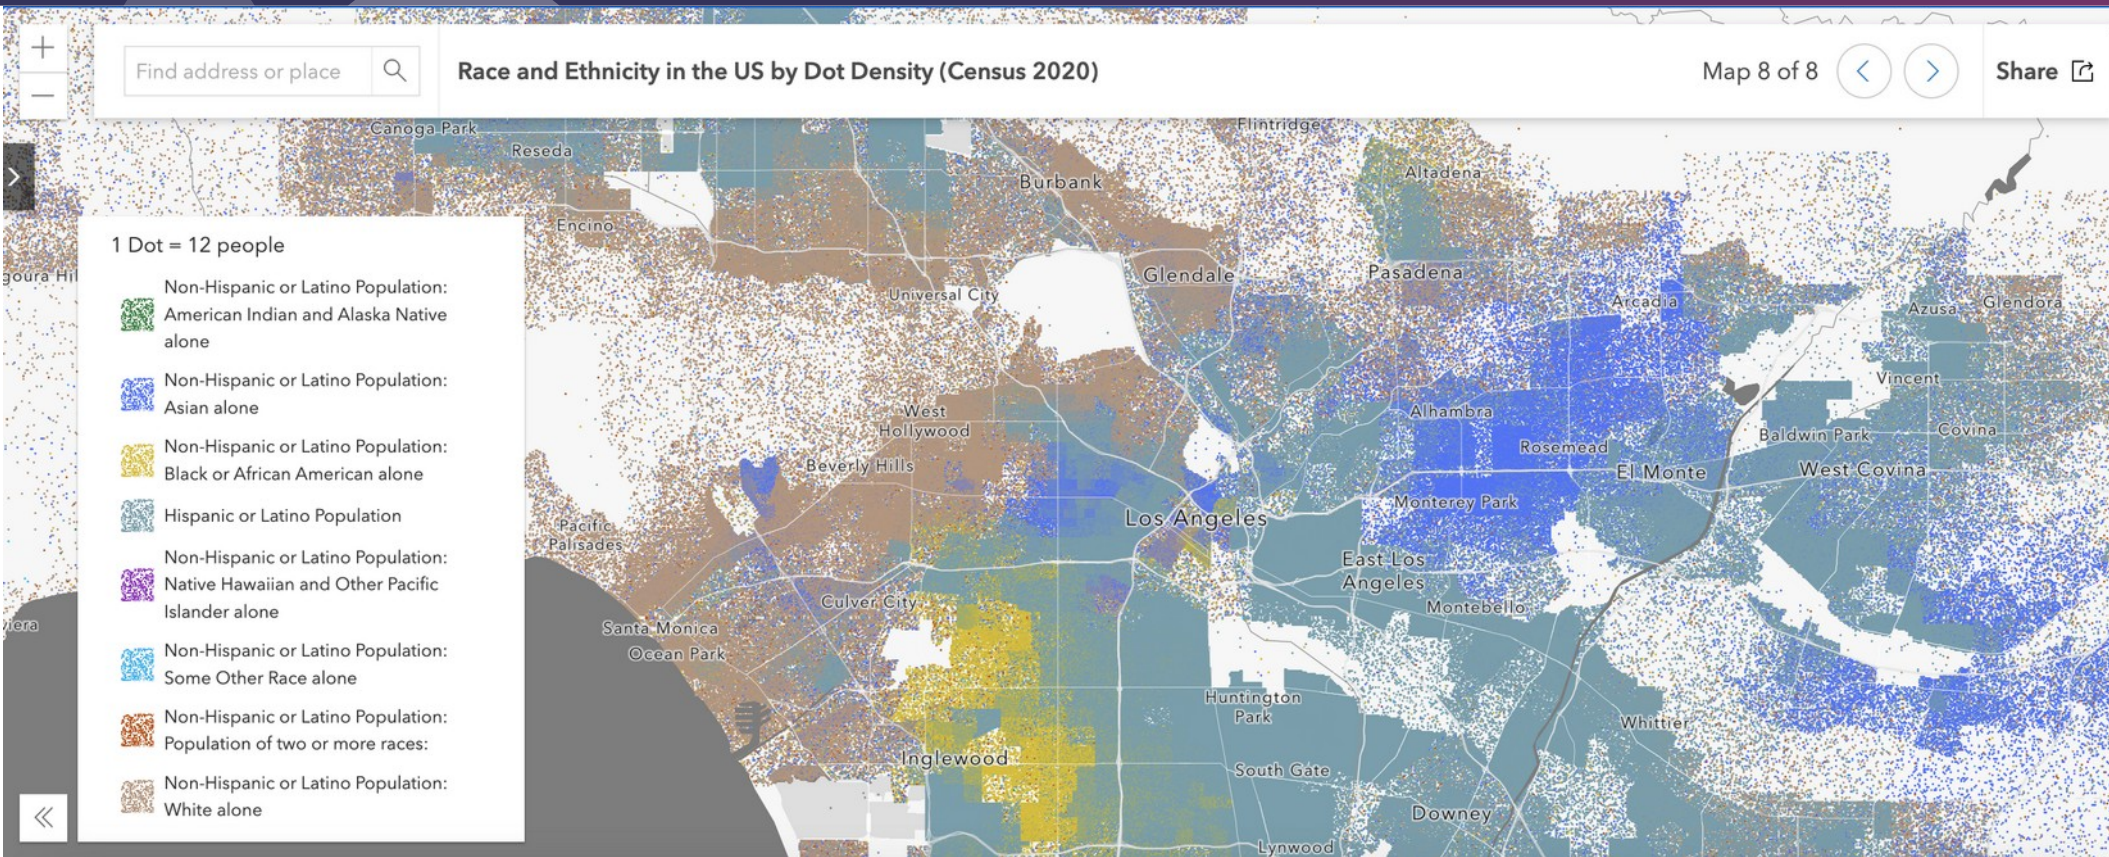 Find address or place
Race and Ethnicity in the US by Dot Density (Census 2020)
Map 8 of 8
Share
1 Dot = 12 people
Non-Hispanic or Latino Population:
American Indian and Alaska Native
alone
Non-Hispanic or Latino Population:
Asian alone
Non-Hispanic or Latino Population:
Black or African American alone
Hispanic or Latino Population
Non-Hispanic or Latino Population:
Native Hawaiian and Other Pacific
Islander alone
Non-Hispanic or Latino Population:
Some Other Race alone
Non-Hispanic or Latino Population:
Population of two or more races:
Non-Hispanic or Latino Population:
White alone
Canoga Park
Reseda
Flintridge
Burbank
Altadena
Encino
goura Hil
Glendale
Pasadena
Universal City
Arcadia
Azusa
Glendora
Vincent
West
Hollywood
Alhambra
Baldwin Park
Covina
Rosemead
Beverly Hills
El Monte
West Covina
Monterey Park
Los Angeles
Pacific
Palisades
East Los
Angeles
Culver City
Montebello
viera
Santa Monica
Ocean Park
Huntington
Park
Whittier
Inglewood
South Gate
Downey
Lynwood